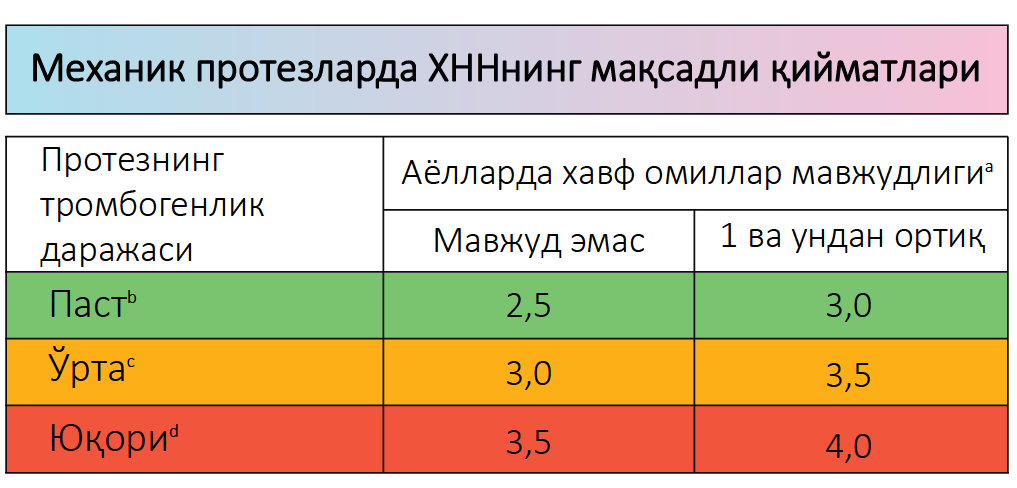 Механик протезларда ХННнинг мақсадли қийматлари
Протезнинг
тромбогенлик
даражаси
Аёлларда хавф омиллар мавжудлигиᵃ
Мавжуд эмас
1 ва ундан ортиқ
Пастᵇ
2,5
3,0
Ўртаᶜ
3,0
3,5
Юқориᵈ
3,5
4,0